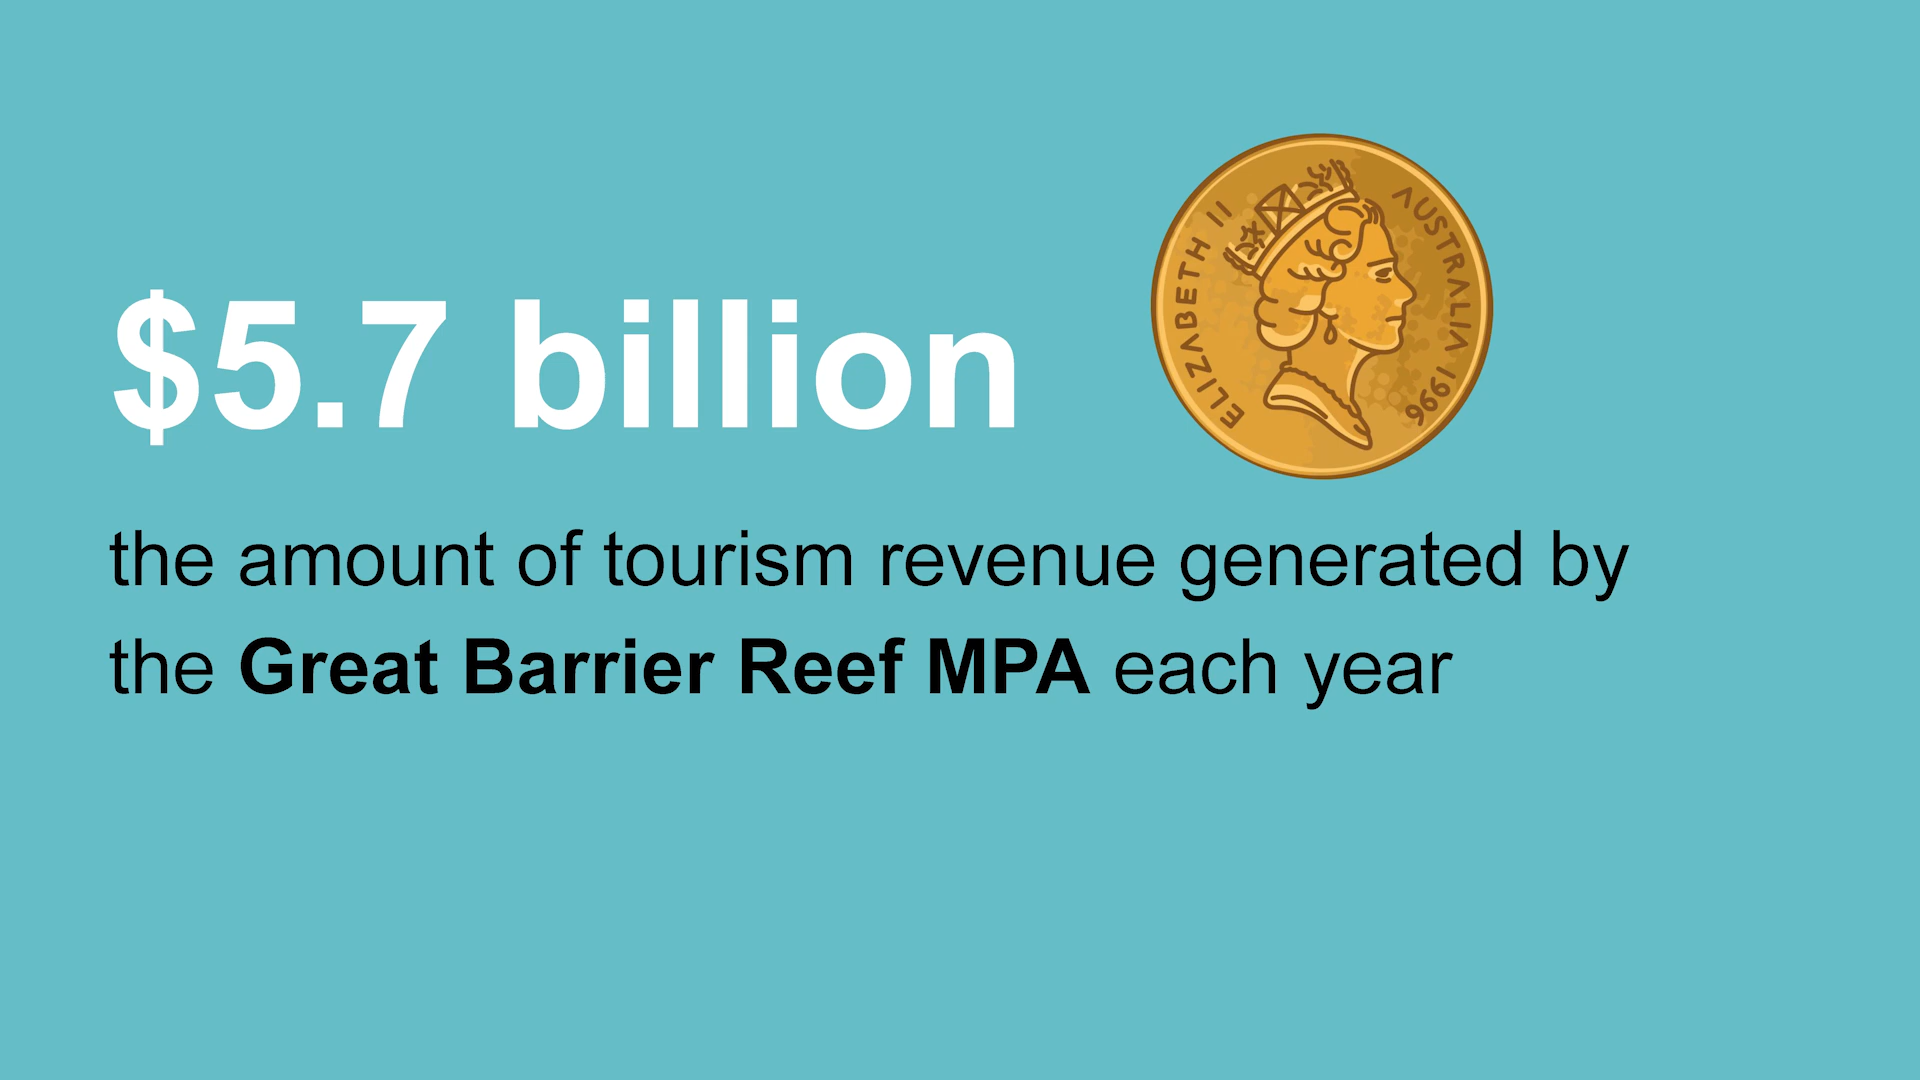 $5.7 billion
ELIZABETH II AUSTRALIA 1996
the amount of tourism revenue generated by
the Great Barrier Reef MPA each year